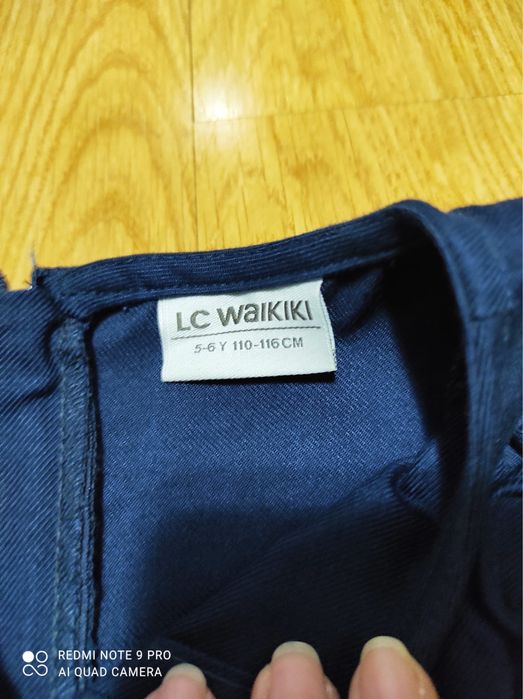 LC WaIKIKI
5-6 Y 110-116 CM
REDMI NOTE 9 PRO
AI QUAD CAMERA